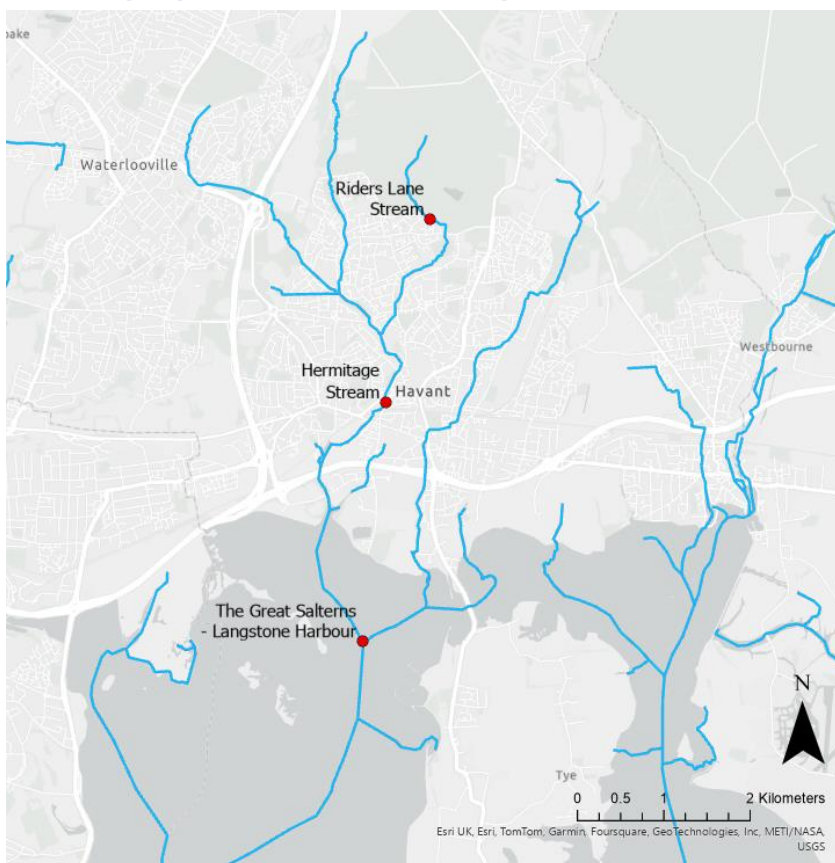 oake
Waterlooville
Riders Lane
Stream
Westbourne
Hermitage
Stream
Havant
The Great Salterns
- Langstone Harbour
N
Tye
0 0.5 1 2 Kilometers
Esri UK, Esri, TomTom, Garmin, Foursquare, GeoTechnologies, Inc, METI/NASA,
USGS